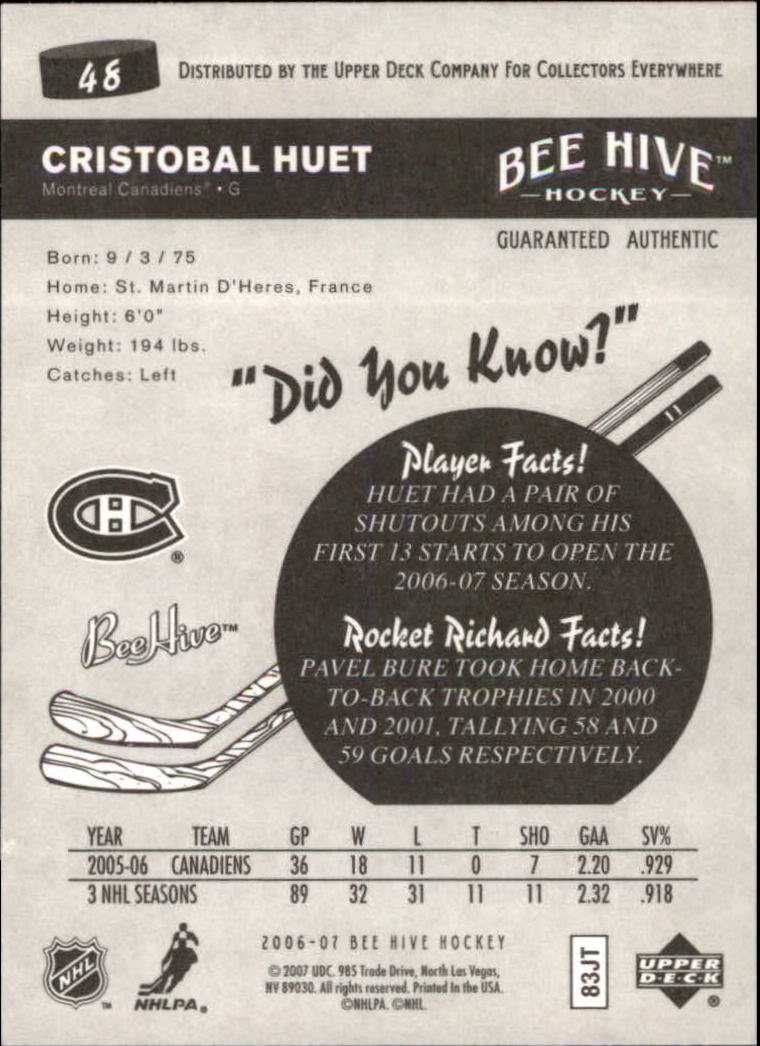 48
DISTRIBUTED BY THE UPPER DECK COMPANY FOR COLLECTORS EVERYWHERE
CRISTOBAL HUET
Montreal Canadiens® • G
BEE HIVE™
—HOCKEY—
GUARANTEED AUTHENTIC
Born: 9 / 3 / 75
Home: St. Martin D'Heres, France
Height: 6'0"
Weight: 194 lbs.
Catches: Left
"Did You Know?"
Player Facts!
HUET HAD A PAIR OF
SHUTOUTS AMONG HIS
FIRST 13 STARTS TO OPEN THE
2006-07 SEASON.
CH®
BeeHive™
Rocket Richard Facts!
PAVEL BURE TOOK HOME BACK-
TO-BACK TROPHIES IN 2000
AND 2001, TALLYING 58 AND
59 GOALS RESPECTIVELY.
11
YEAR TEAM GP W L T SHO GAA SV%
2005-06 CANADIENS 36 18 11 0 7 2.20 .929
3 NHL SEASONS 89 32 31 11 11 2.32 .918
NHL™
NHLPA®
2006-07 BEE HIVE HOCKEY
© 2007 UDC. 985 Trade Drive, North Las Vegas,
NV 89030. All rights reserved. Printed in the USA.
©NHLPA. ©NHL.
83JT
UPPER
D·E·C·K®